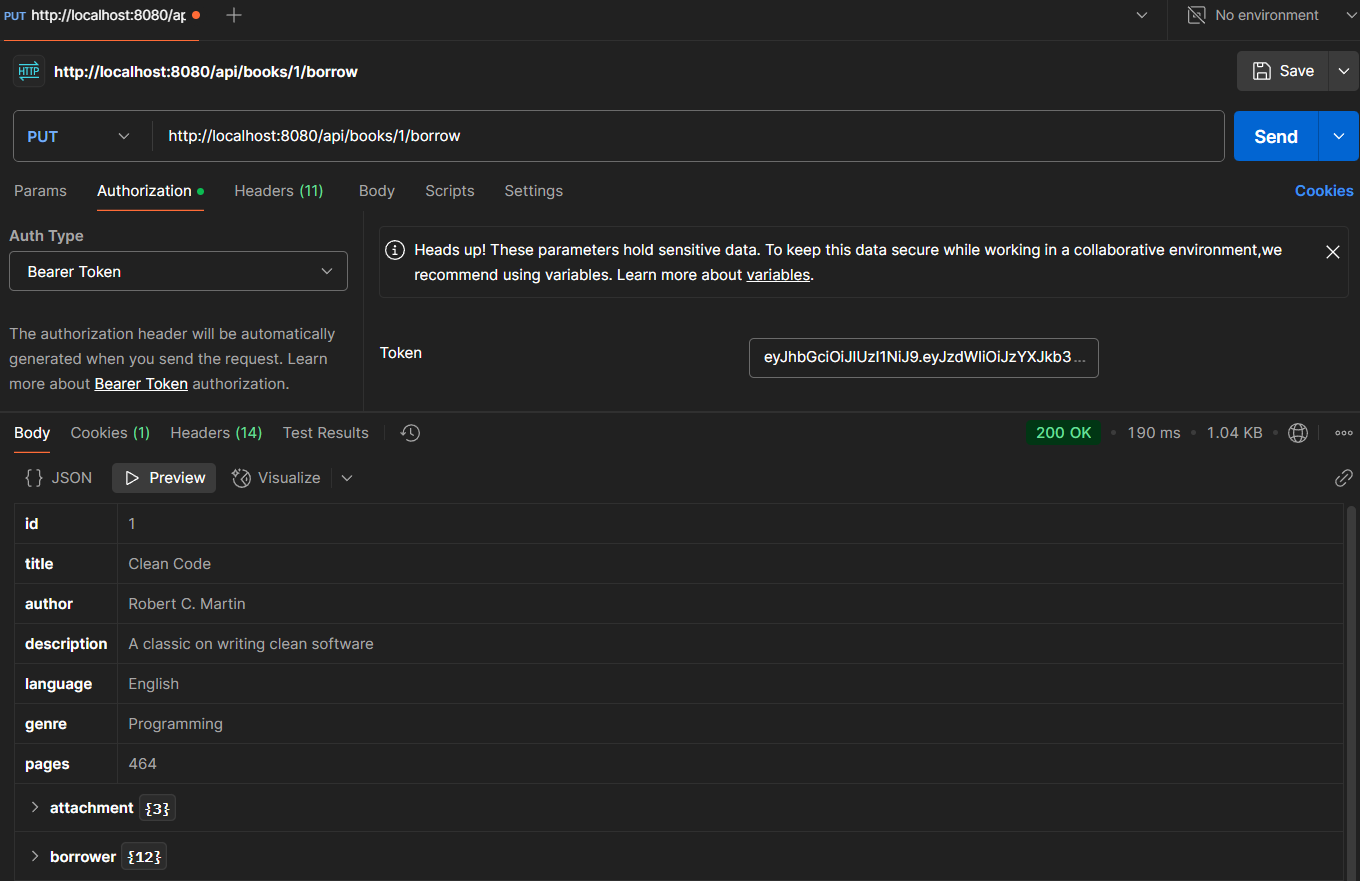 PUT http://localhost:8080/ap
No environment
HTTP http://localhost:8080/api/books/1/borrow
Save
PUT http://localhost:8080/api/books/1/borrow
Send
Params Authorization Headers (11) Body Scripts Settings Cookies
Auth Type
Bearer Token
The authorization header will be automatically
generated when you send the request. Learn
more about Bearer Token authorization.
Heads up! These parameters hold sensitive data. To keep this data secure while working in a collaborative environment,we
recommend using variables. Learn more about variables.
Token
eyJhbGciOiJIUzI1NiJ9.eyJzdWIiOiJzYXJkb3...
Body Cookies (1) Headers (14) Test Results
200 OK • 190 ms • 1.04 KB
{} JSON Preview Visualize
id 1
title Clean Code
author Robert C. Martin
description A classic on writing clean software
language English
genre Programming
pages 464
attachment {3}
borrower {12}